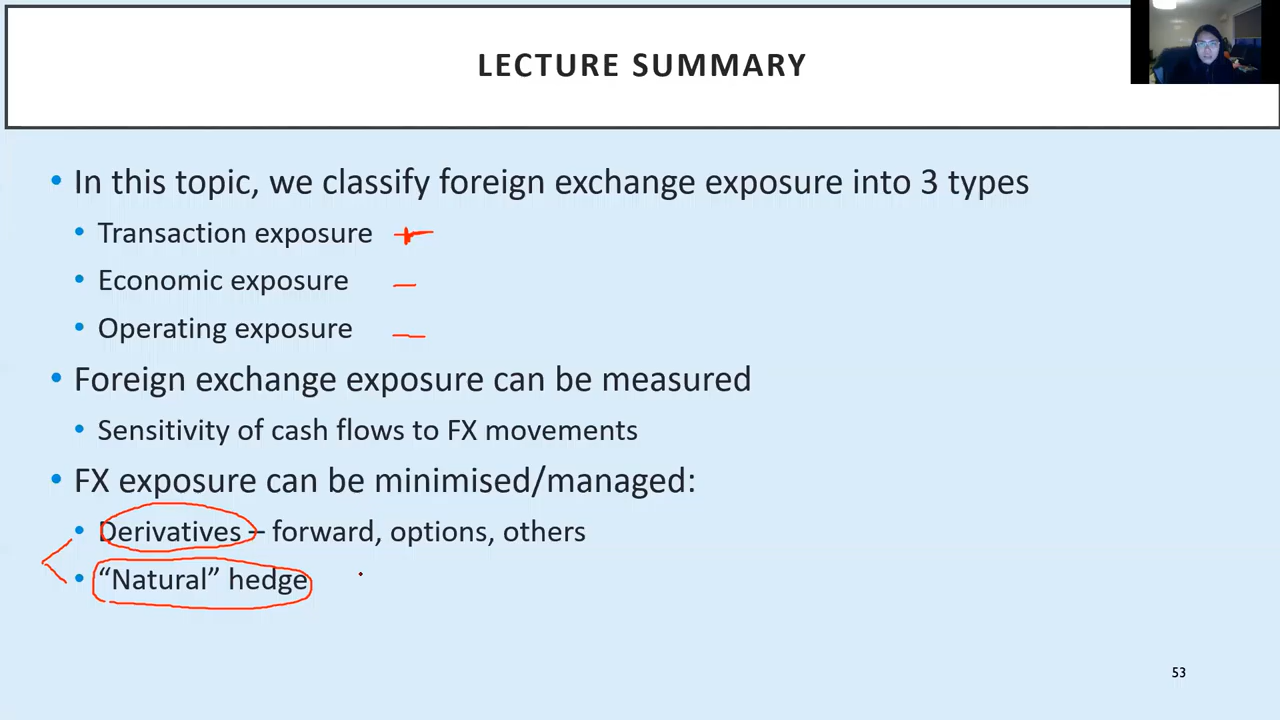 LECTURE SUMMARY
• In this topic, we classify foreign exchange exposure into 3 types
• Transaction exposure
• Economic exposure
• Operating exposure
• Foreign exchange exposure can be measured
• Sensitivity of cash flows to FX movements
• FX exposure can be minimised/managed:
• Derivatives – forward, options, others
• “Natural” hedge
53